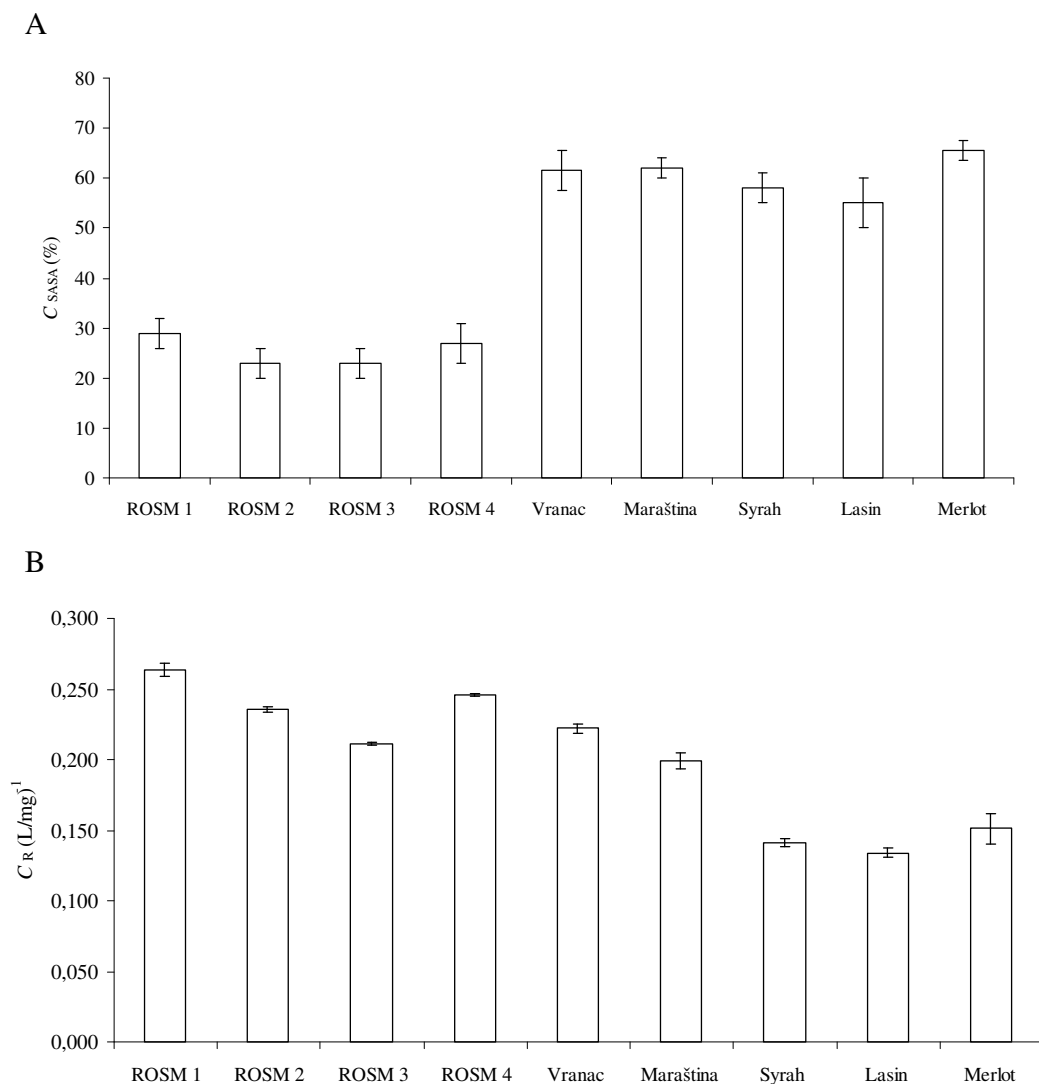 A
80
70
60
50
40
30
20
10
0
C SASA (%)
ROSM 1 ROSM 2 ROSM 3 ROSM 4 Vranac Maraština Syrah Lasin Merlot
B
0,300
0,250
0,200
0,150
0,100
0,050
0,000
C R (L/mg)-1
ROSM 1 ROSM 2 ROSM 3 ROSM 4 Vranac Maraština Syrah Lasin Merlot